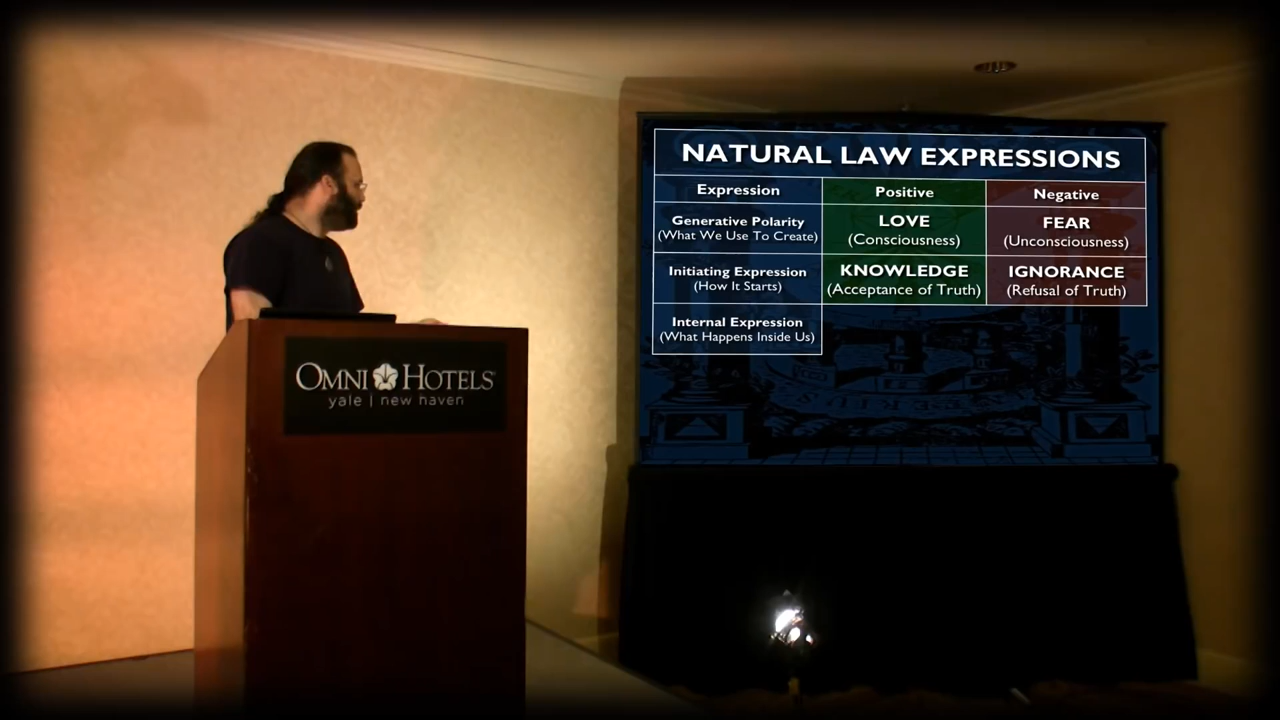 NATURAL LAW EXPRESSIONS
Expression Positive Negative
Generative Polarity
(What We Use To Create)
LOVE
(Consciousness)
FEAR
(Unconsciousness)
Initiating Expression
(How It Starts)
KNOWLEDGE
(Acceptance of Truth)
IGNORANCE
(Refusal of Truth)
Internal Expression
(What Happens Inside Us)
OMNI HOTELS
yale | new haven